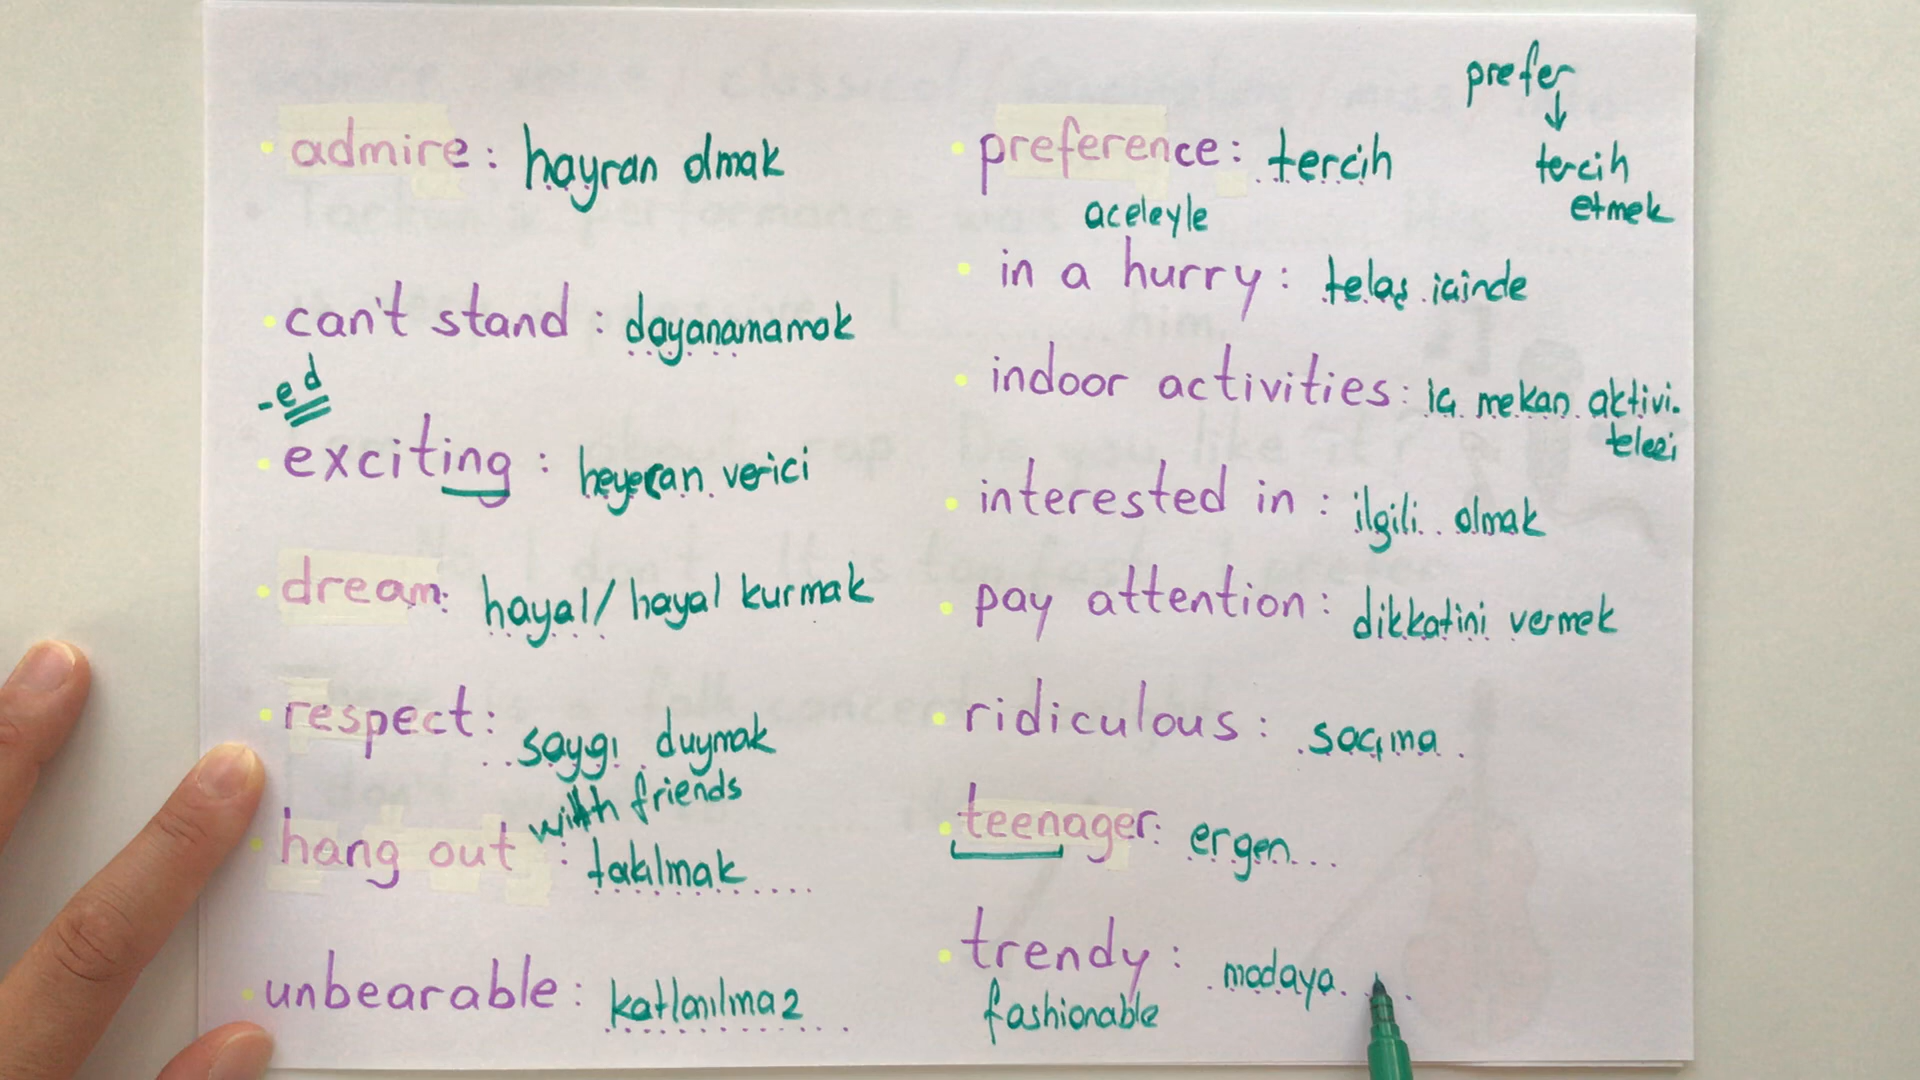 admire : hayran olmak
can't stand : dayanamamak
-ed
exciting : heyecan verici
dream: hayal / hayal kurmak
respect: saygı duymak
with friends
hang out : takılmak
unbearable: katlanılmaz
prefer
↓
tercih
etmek
preference: tercih
aceleyle
in a hurry : telaş içinde
indoor activities: iç mekan aktivi.
teleri
interested in : ilgili olmak
pay attention : dikkatini vermek
ridiculous : saçma
teenager: ergen
trendy : modaya
fashionable